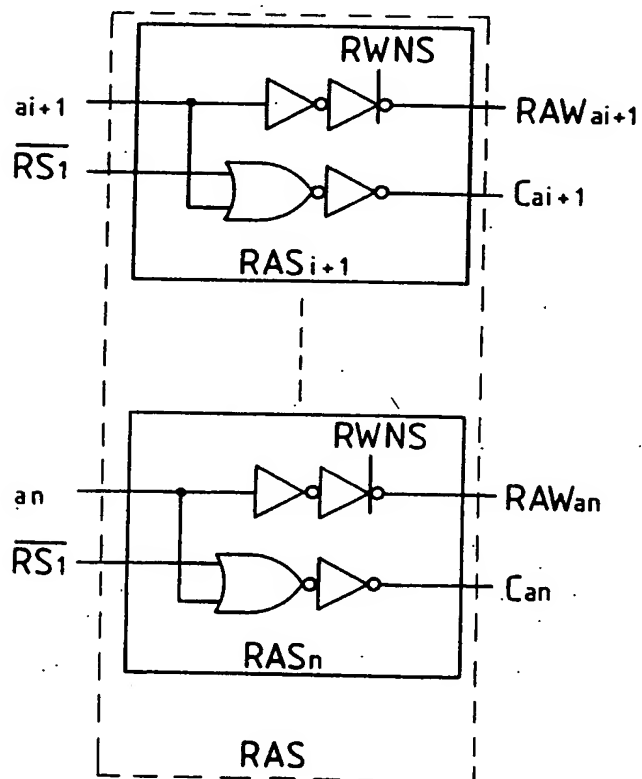 RWNS
ai+1
RAWai+1
RS1
Cai+1
RASi+1
RWNS
an
RAWan
RS1
Can
RASn
RAS